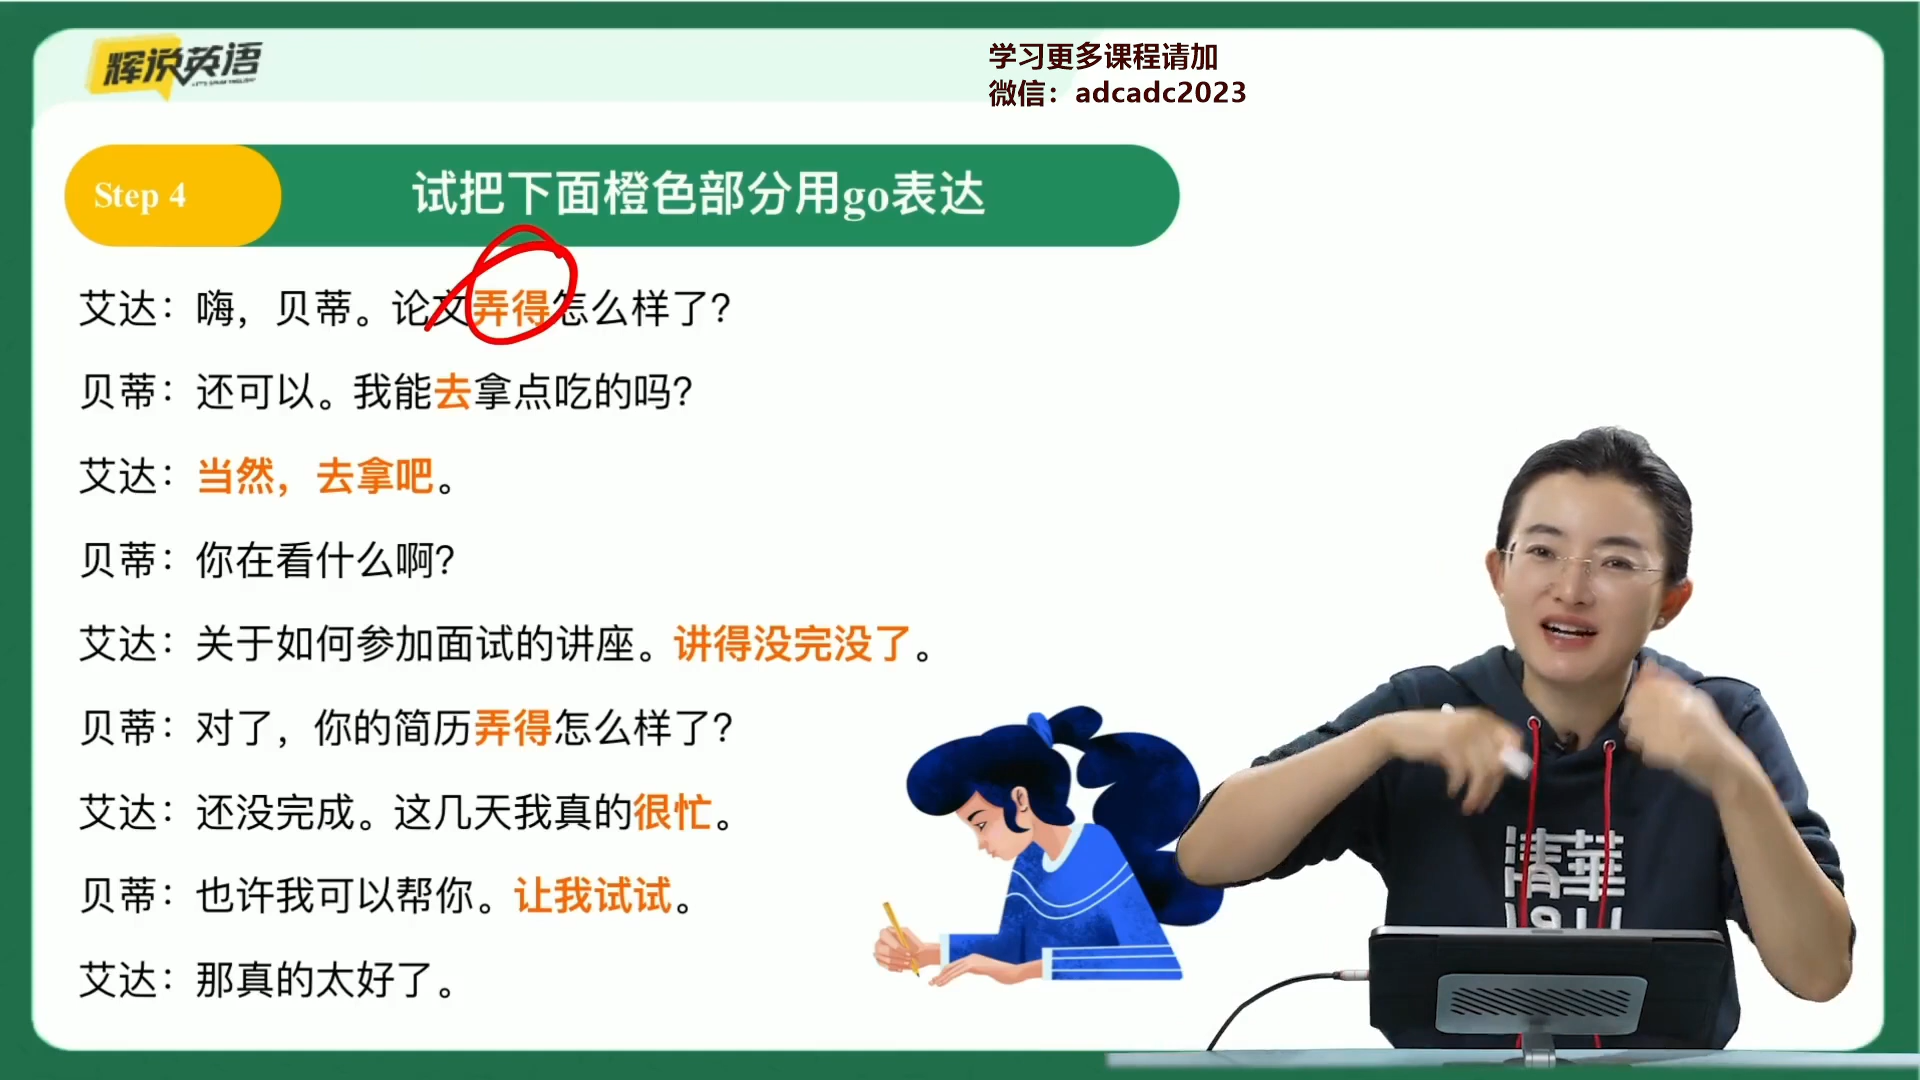 辉说英语
学习更多课程请加
微信：adcadc2023
Step 4
试把下面橙色部分用go表达
艾达：嗨，贝蒂。论文弄得怎么样了？
贝蒂：还可以。我能去拿点吃的吗？
艾达：当然，去拿吧。
贝蒂：你在看什么啊？
艾达：关于如何参加面试的讲座。讲得没完没了。
贝蒂：对了，你的简历弄得怎么样了？
艾达：还没完成。这几天我真的很忙。
贝蒂：也许我可以帮你。让我试试。
艾达：那真的太好了。
清華